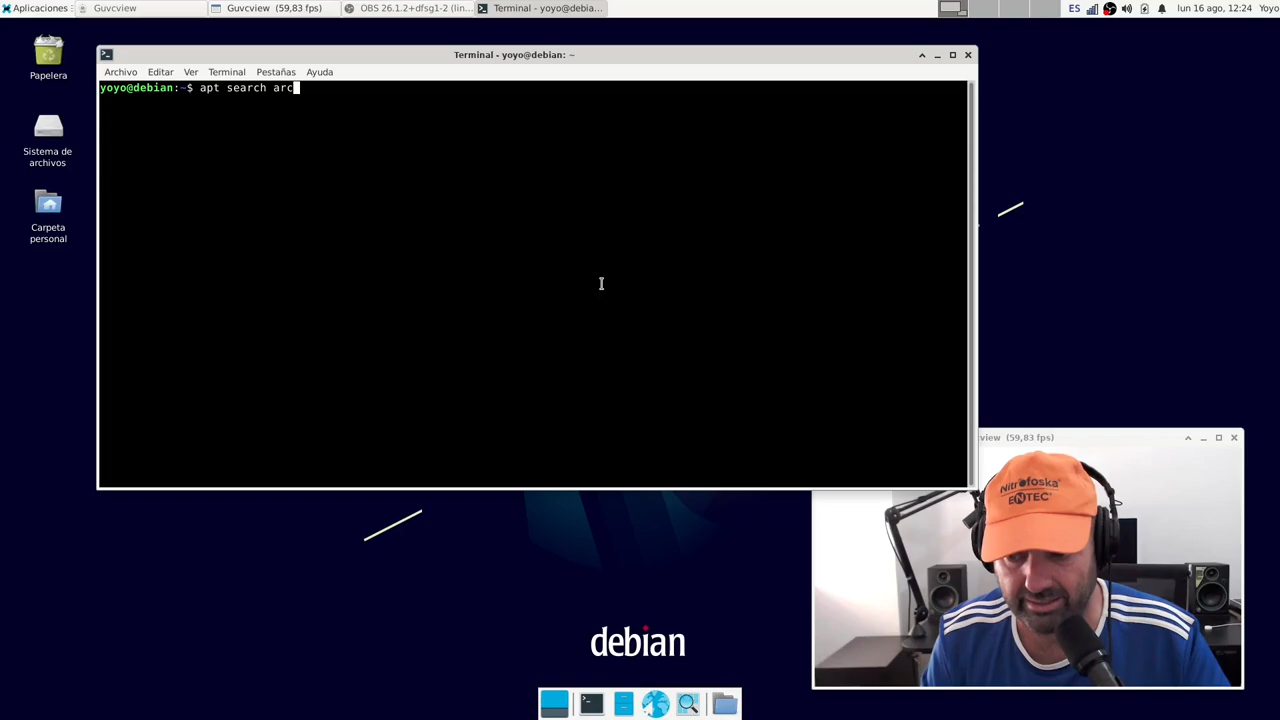 Aplicaciones
Guvcview
Guvcview (59,83 fps)
OBS 26.1.2+dfsg1-2 (lin...
Terminal - yoyo@debia...
ES
lun 16 ago, 12:24
Yoyo
Papelera
Sistema de
archivos
Carpeta
personal
Terminal - yoyo@debian: ~
Archivo
Editar
Ver
Terminal
Pestañas
Ayuda
yoyo@debian:~$ apt search arc
view (59,83 fps)
Nitrofoska
ENTEC
debian